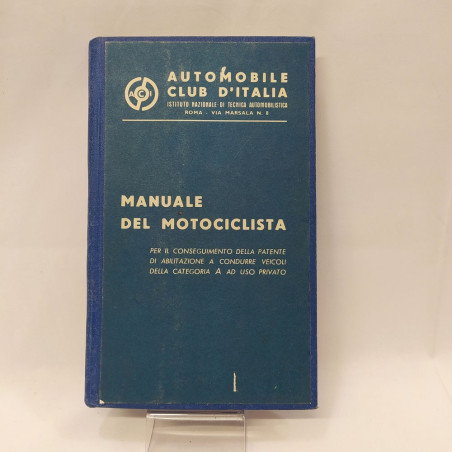 AUTOMOBILE
CLUB D'ITALIA
ACI
ISTITUTO NAZIONALE DI TECNICA AUTOMOBILISTICA
ROMA - VIA MARSALA N. 8
MANUALE
DEL MOTOCICLISTA
PER IL CONSEGUIMENTO DELLA PATENTE
DI ABILITAZIONE A CONDURRE VEICOLI
DELLA CATEGORIA A AD USO PRIVATO